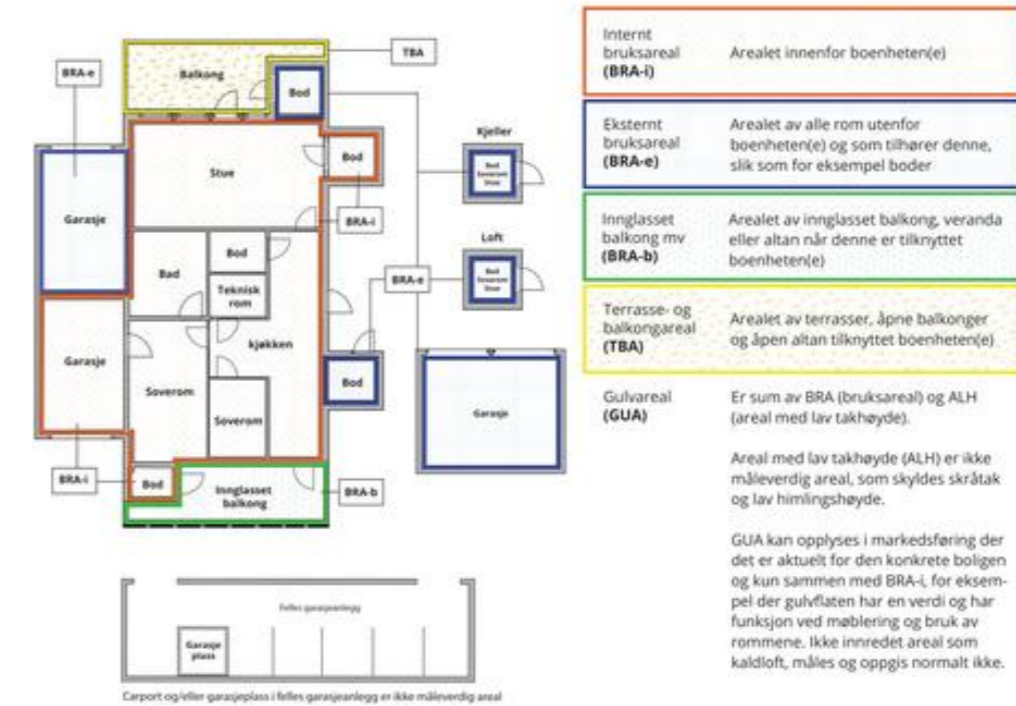 TBA
BRA-e
Balkong
Bod
Kjeller
Bod
Soverom
Stue
Stue
Bod
BRA-i
Garasje
Loft
Bod
Bad
BRA-e
Bod
Soverom
Stue
Teknisk
rom
Garasje
kjøkken
Soverom
Bod
Soverom
Garasje
BRA-i
Bod
Innglasset
balkong
BRA-b
Felles garasjeanlegg
Garasje
plass
Carport og/eller garasjeplass i felles garasjeanlegg er ikke måleverdig areal
Internt
bruksareal
(BRA-i)
Arealet innenfor boenheten(e)
Eksternt
bruksareal
(BRA-e)
Arealet av alle rom utenfor
boenheten(e) og som tilhører denne,
slik som for eksempel boder
Innglasset
balkong mv
(BRA-b)
Arealet av innglasset balkong, veranda
eller altan når denne er tilknyttet
boenheten(e)
Terrasse- og
balkongareal
(TBA)
Arealet av terrasser, åpne balkonger
og åpen altan tilknyttet boenheten(e)
Gulvareal
(GUA)
Er sum av BRA (bruksareal) og ALH
(areal med lav takhøyde).
Areal med lav takhøyde (ALH) er ikke
måleverdig areal, som skyldes skråtak
og lav himlingshøyde.
GUA kan opplyses i markedsføring der
det er aktuelt for den konkrete boligen
og kun sammen med BRA-i, for eksem-
pel der gulvflaten har en verdi og har
funksjon ved møblering og bruk av
rommene. Ikke innredet areal som
kaldloft, måles og oppgis normalt ikke.